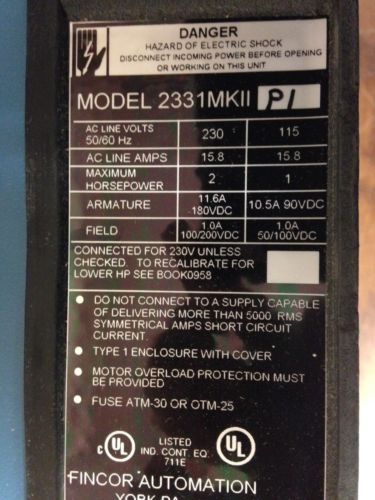 DANGER
HAZARD OF ELECTRIC SHOCK
DISCONNECT INCOMING POWER BEFORE OPENING
OR WORKING ON THIS UNIT
MODEL 2331MKII P1
AC LINE VOLTS 50/60 Hz 230 115
AC LINE AMPS 15.8 15.8
MAXIMUM HORSEPOWER 2 1
ARMATURE 11.6A 180VDC 10.5A 90VDC
FIELD 1.0A 100/200VDC 1.0A 50/100VDC
CONNECTED FOR 230V UNLESS
CHECKED. TO RECALIBRATE FOR
LOWER HP SEE BOOK0958
• DO NOT CONNECT TO A SUPPLY CAPABLE
OF DELIVERING MORE THAN 5000 RMS
SYMMETRICAL AMPS SHORT CIRCUIT
CURRENT.
• TYPE 1 ENCLOSURE WITH COVER
• MOTOR OVERLOAD PROTECTION MUST
BE PROVIDED
• FUSE ATM-30 OR OTM-25
C UL LISTED UL
IND. CONT. EQ.
711E
FINCOR AUTOMATION
YORK PA